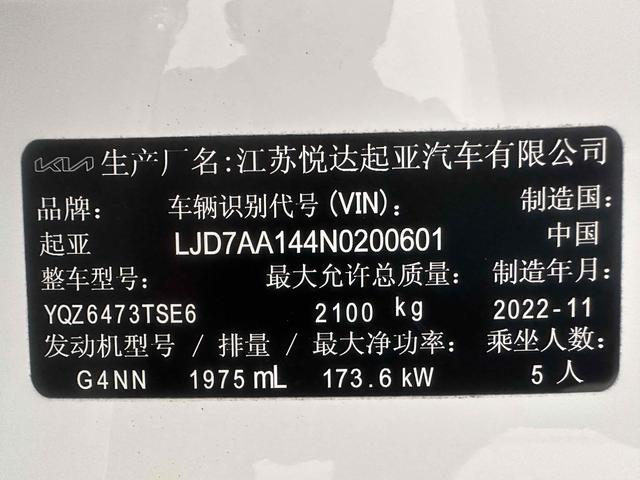 KIA 生产厂名:江苏悦达起亚汽车有限公司
品牌: 车辆识别代号(VIN): 制造国:
起亚 LJD7AA144N0200601 中国
整车型号: 最大允许总质量: 制造年月:
YQZ6473TSE6 2100 kg 2022-11
发动机型号 / 排量 / 最大净功率: 乘坐人数:
G4NN 1975 mL 173.6 kW 5 人